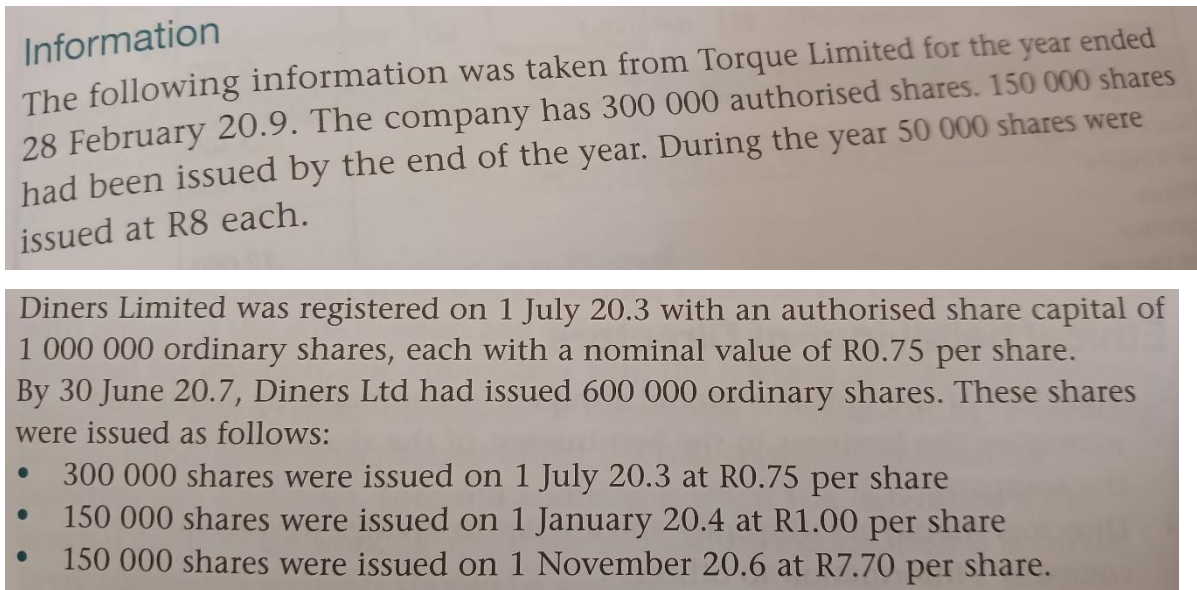 Information
The following information was taken from Torque Limited for the year ended
28 February 20.9. The company has 300 000 authorised shares. 150 000 shares
had been issued by the end of the year. During the year 50 000 shares were
issued at R8 each.
Diners Limited was registered on 1 July 20.3 with an authorised share capital of
1 000 000 ordinary shares, each with a nominal value of R0.75 per share.
By 30 June 20.7, Diners Ltd had issued 600 000 ordinary shares. These shares
were issued as follows:
• 300 000 shares were issued on 1 July 20.3 at R0.75 per share
• 150 000 shares were issued on 1 January 20.4 at R1.00 per share
• 150 000 shares were issued on 1 November 20.6 at R7.70 per share.